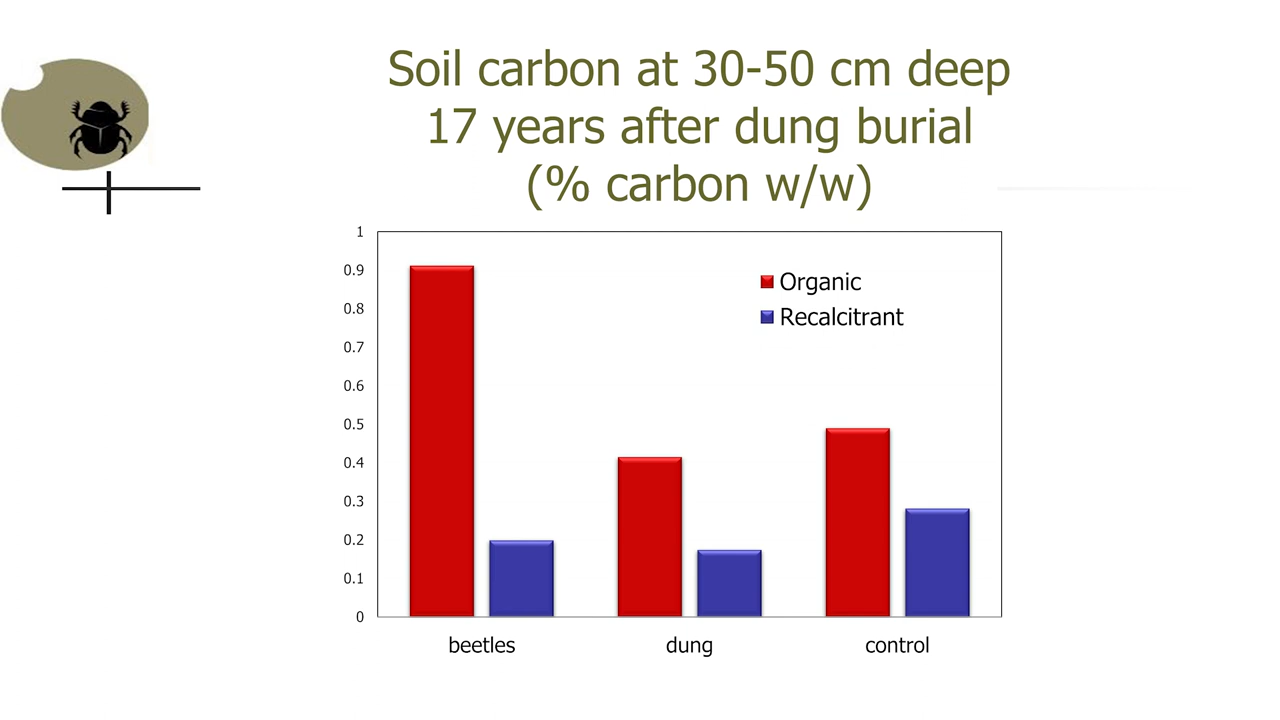 Soil carbon at 30-50 cm deep
17 years after dung burial
(% carbon w/w)
1
0.9
0.8
0.7
0.6
0.5
0.4
0.3
0.2
0.1
0
Organic
Recalcitrant
beetles
dung
control